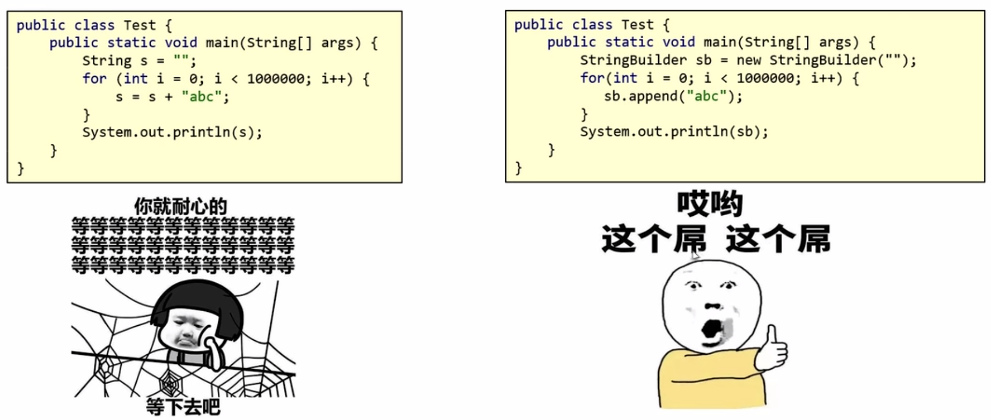 public class Test {
    public static void main(String[] args) {
        String s = "";
        for (int i = 0; i < 1000000; i++) {
            s = s + "abc";
        }
        System.out.println(s);
    }
}
你就耐心的
等等等等等等等等等等等等
等等等等等等等等等等等等
等等等等等等等等等等等等
等下去吧
public class Test {
    public static void main(String[] args) {
        StringBuilder sb = new StringBuilder("");
        for(int i = 0; i < 1000000; i++) {
           sb.append("abc");
        }
        System.out.println(sb);
    }
}
哎哟
这个屌 这个屌